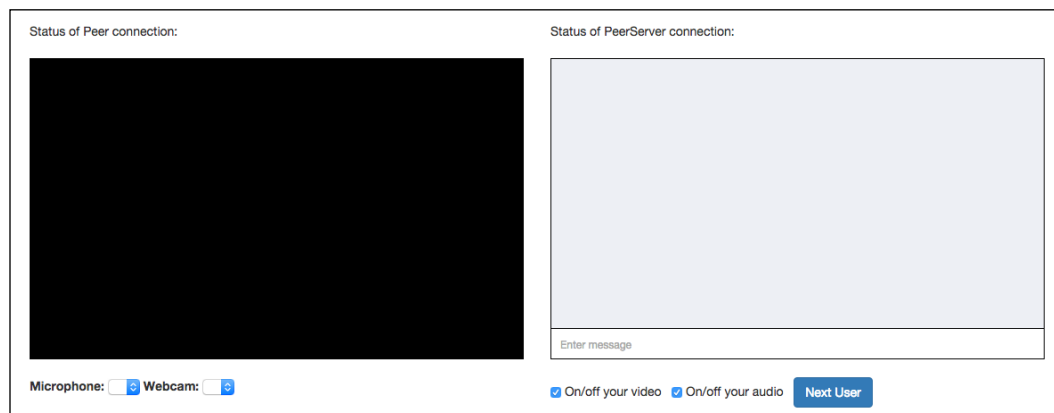 Status of Peer connection:
Status of PeerServer connection:
Enter message
Microphone: Webcam:
On/off your video On/off your audio Next User